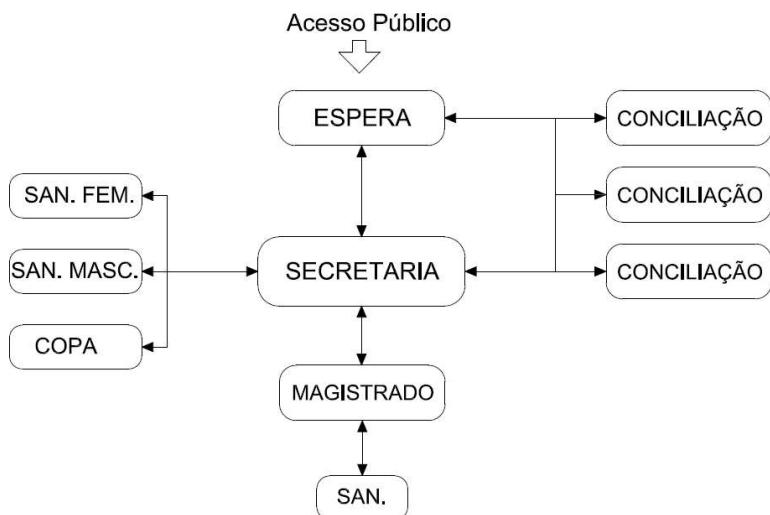 Acesso Público
ESPERA
CONCILIAÇÃO
SAN. FEM.
CONCILIAÇÃO
SAN. MASC.
SECRETARIA
CONCILIAÇÃO
COPA
MAGISTRADO
SAN.